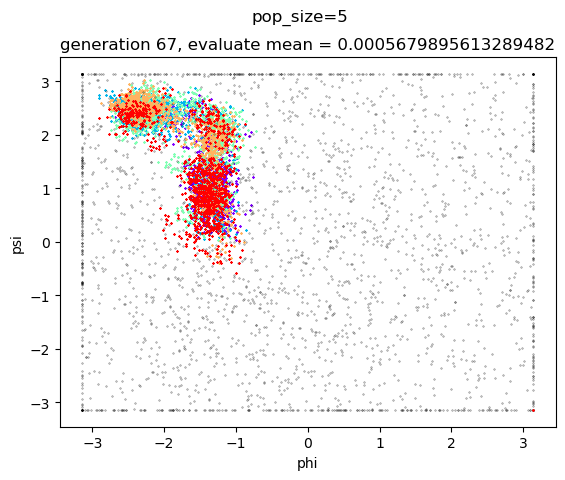 pop_size=5
generation 67, evaluate mean = 0.0005679895613289482
3
2
1
0
−1
−2
−3
psi
−3 −2 −1 0 1 2 3
phi